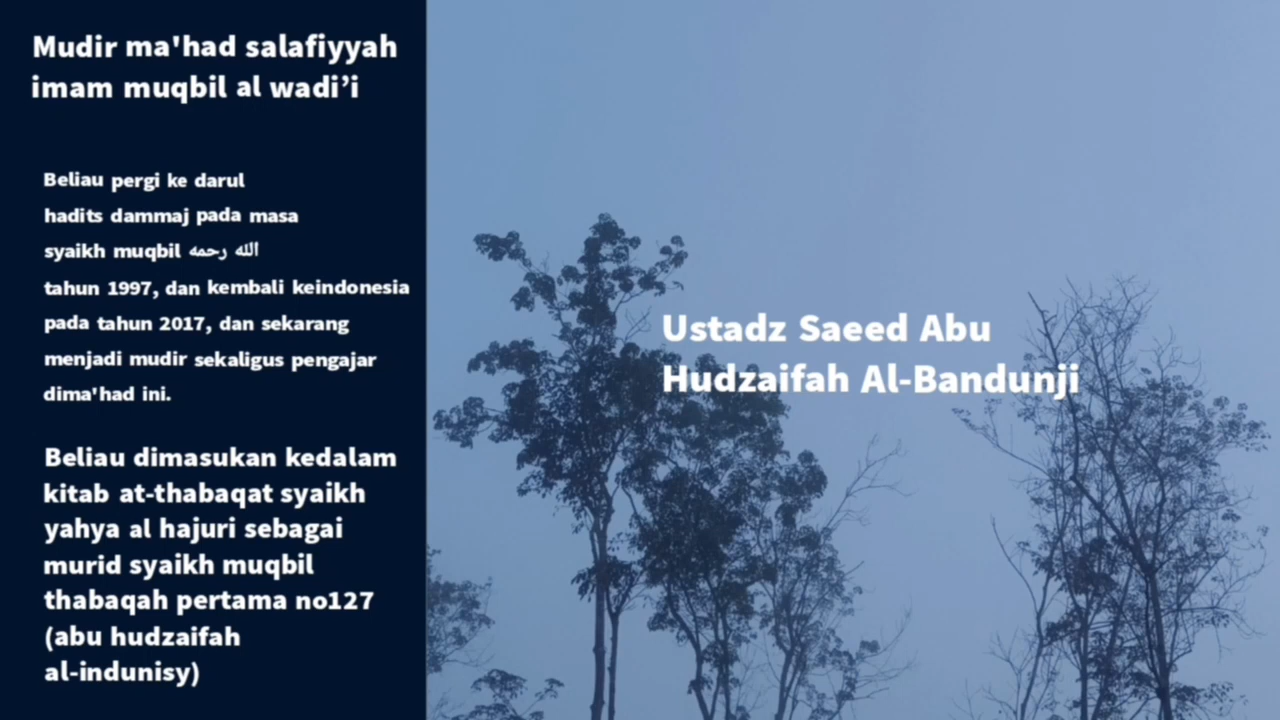 Mudir ma'had salafiyyah
imam muqbil al wadi’i
Beliau pergi ke darul
hadits dammaj pada masa
syaikh muqbil رحمه الله
tahun 1997, dan kembali keindonesia
pada tahun 2017, dan sekarang
menjadi mudir sekaligus pengajar
dima'had ini.
Beliau dimasukan kedalam
kitab at-thabaqat syaikh
yahya al hajuri sebagai
murid syaikh muqbil
thabaqah pertama no127
(abu hudzaifah
al-indunisy)
Ustadz Saeed Abu
Hudzaifah Al-Bandunji